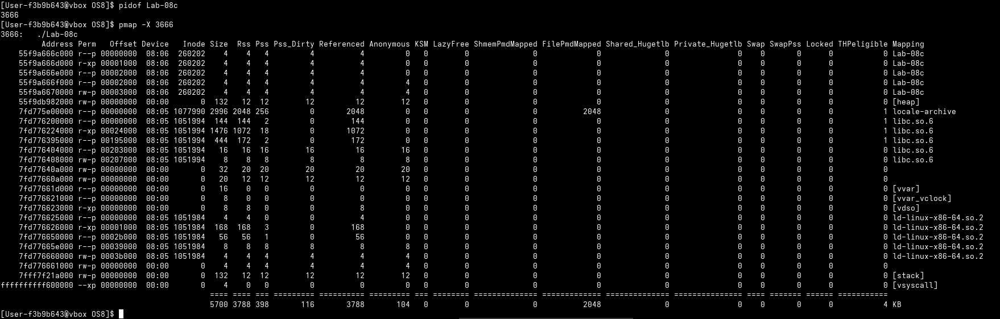 [User-f3b9b643@vbox OS8]$ pidof Lab-08c
3666
[User-f3b9b643@vbox OS8]$ pmap -X 3666
3666:   ./Lab-08c
Address Perm Offset Device Inode Size Rss Pss Pss_Dirty Referenced Anonymous KSM LazyFree ShmemPmdMapped FilePmdMapped Shared_Hugetlb Private_Hugetlb Swap SwapPss Locked THPeligible Mapping
55f9a666c000 r--p 00000000 08:06 260202 4 4 4 4 4 0 0 0 0 0 0 0 0 0 0 0 Lab-08c
55f9a666d000 r-xp 00001000 08:06 260202 4 4 4 4 4 0 0 0 0 0 0 0 0 0 0 0 Lab-08c
55f9a666e000 r--p 00002000 08:06 260202 4 4 4 4 4 0 0 0 0 0 0 0 0 0 0 0 Lab-08c
55f9a666f000 r--p 00002000 08:06 260202 4 4 4 4 4 4 0 0 0 0 0 0 0 0 0 0 Lab-08c
55f9a6670000 rw-p 00003000 08:06 260202 4 4 4 4 4 4 0 0 0 0 0 0 0 0 0 0 Lab-08c
55f9db982000 rw-p 00000000 00:00 0 132 12 12 12 12 12 0 0 0 0 0 0 0 0 0 0 [heap]
7fd775e00000 r--p 00000000 08:05 1077990 2996 2048 256 0 2048 0 0 0 0 2048 0 0 0 0 0 1 locale-archive
7fd776200000 r--p 00000000 08:05 1051994 144 144 2 0 144 0 0 0 0 0 0 0 0 0 0 1 libc.so.6
7fd776224000 r-xp 00024000 08:05 1051994 1476 1072 18 0 1072 0 0 0 0 0 0 0 0 0 0 1 libc.so.6
7fd776395000 r--p 00195000 08:05 1051994 444 172 2 0 172 0 0 0 0 0 0 0 0 0 0 1 libc.so.6
7fd776404000 r--p 00203000 08:05 1051994 16 16 16 16 16 16 0 0 0 0 0 0 0 0 0 0 libc.so.6
7fd776408000 rw-p 00207000 08:05 1051994 8 8 8 8 8 8 0 0 0 0 0 0 0 0 0 0 libc.so.6
7fd77640a000 rw-p 00000000 00:00 0 32 20 20 20 20 20 0 0 0 0 0 0 0 0 0 0
7fd77660a000 rw-p 00000000 00:00 0 20 12 12 12 12 12 0 0 0 0 0 0 0 0 0 0
7fd77661d000 r--p 00000000 00:00 0 16 0 0 0 0 0 0 0 0 0 0 0 0 0 0 0 [vvar]
7fd776621000 r--p 00000000 00:00 0 8 0 0 0 0 0 0 0 0 0 0 0 0 0 0 0 [vvar_vclock]
7fd776623000 r-xp 00000000 00:00 0 8 8 0 0 8 0 0 0 0 0 0 0 0 0 0 0 [vdso]
7fd776625000 r--p 00000000 08:05 1051984 4 4 0 0 4 0 0 0 0 0 0 0 0 0 0 0 ld-linux-x86-64.so.2
7fd776626000 r-xp 00001000 08:05 1051984 168 168 3 0 168 0 0 0 0 0 0 0 0 0 0 0 ld-linux-x86-64.so.2
7fd776650000 r--p 0002b000 08:05 1051984 56 56 1 0 56 0 0 0 0 0 0 0 0 0 0 0 ld-linux-x86-64.so.2
7fd77665e000 r--p 00039000 08:05 1051984 8 8 8 8 8 8 0 0 0 0 0 0 0 0 0 0 ld-linux-x86-64.so.2
7fd776660000 rw-p 0003b000 08:05 1051984 4 4 4 4 4 4 0 0 0 0 0 0 0 0 0 0 ld-linux-x86-64.so.2
7fd776661000 rw-p 00000000 00:00 0 4 4 4 4 4 4 0 0 0 0 0 0 0 0 0 0
7fff7f21a000 rw-p 00000000 00:00 0 132 12 12 12 12 12 0 0 0 0 0 0 0 0 0 0 [stack]
ffffffffff600000 --xp 00000000 00:00 0 4 0 0 0 0 0 0 0 0 0 0 0 0 0 0 0 [vsyscall]
==== ==== === ========= ========== ========= === ======== ============== ============= ============== =============== ==== ======= ====== ===========
5700 3788 398 116 3788 104 0 0 0 2048 0 0 0 0 0 4 KB
[User-f3b9b643@vbox OS8]$